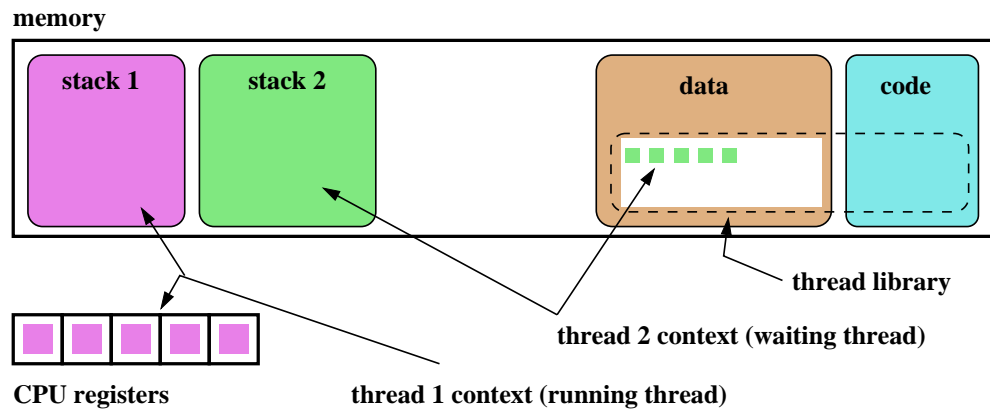 memory
stack 1
stack 2
data
code
thread library
thread 2 context (waiting thread)
CPU registers
thread 1 context (running thread)